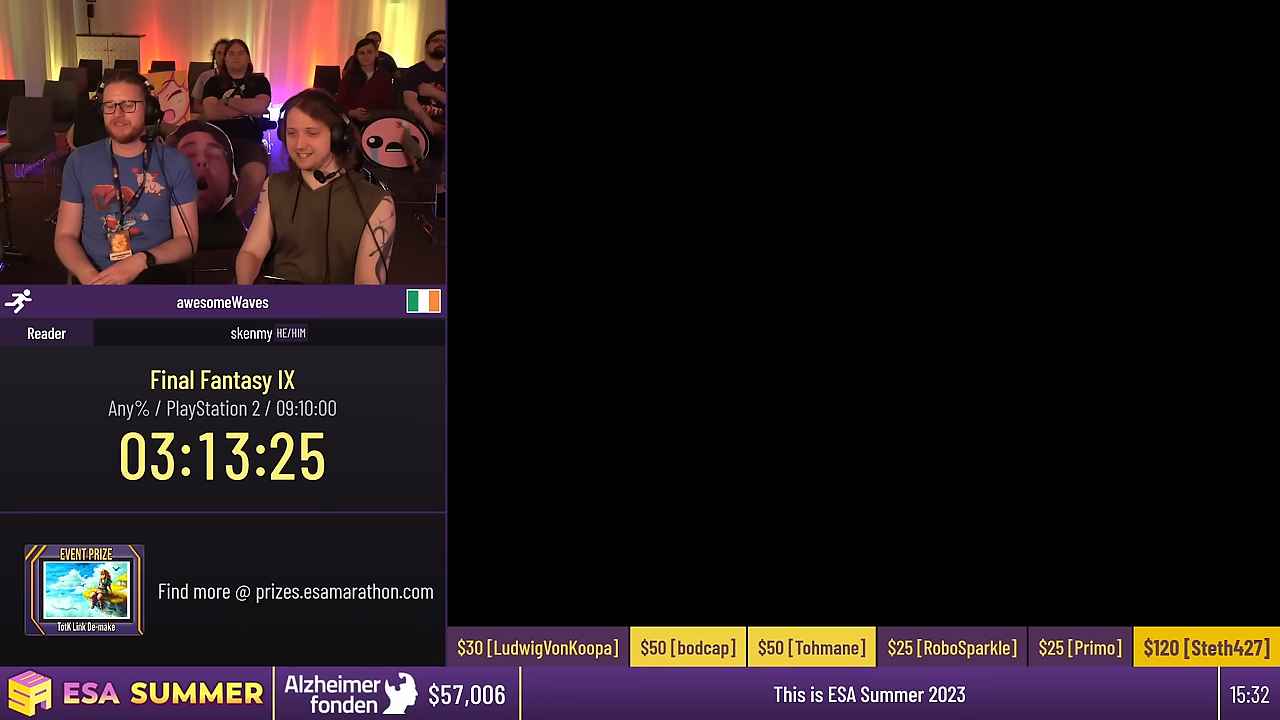 awesomeWaves
Reader
skenmy HE/HIM
Final Fantasy IX
Any% / PlayStation 2 / 09:10:00
03:13:25
EVENT PRIZE
TotK Link De-make
Find more @ prizes.esamarathon.com
$30 [LudwigVonKoopa]
$50 [bodcap]
$50 [Tohmane]
$25 [RoboSparkle]
$25 [Primo]
$120 [Steth427]
ESA SUMMER
Alzheimer
fonden
$57,006
This is ESA Summer 2023
15:32